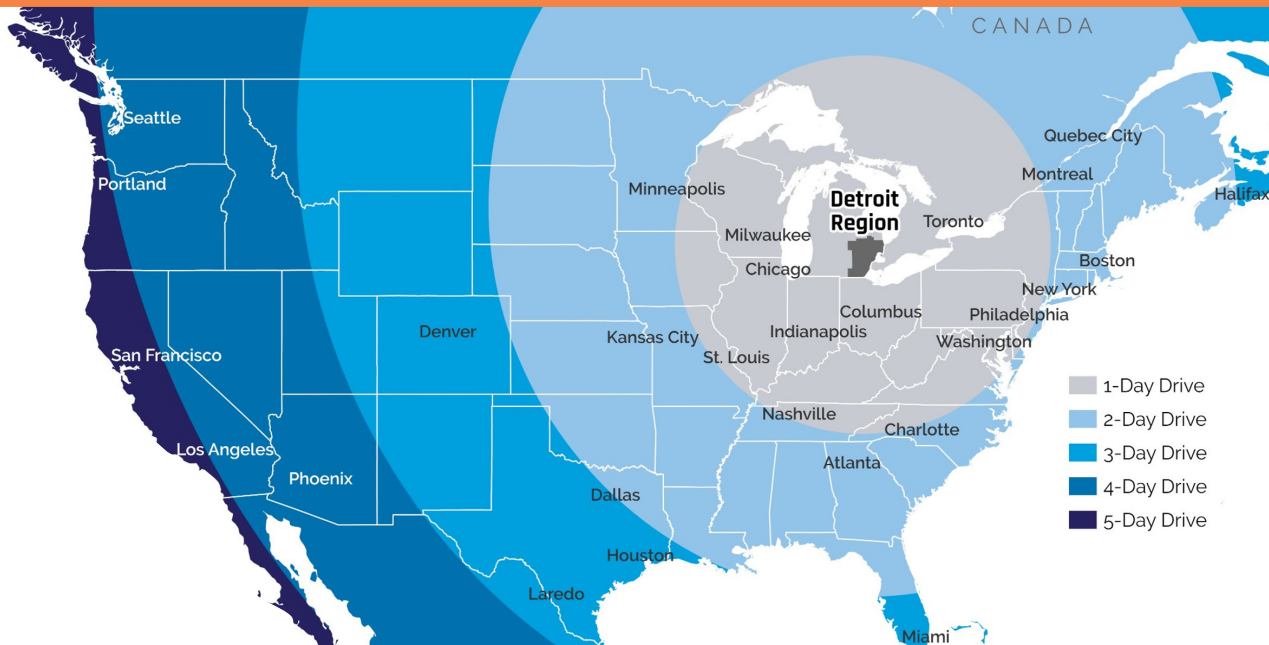 CANADA
Seattle
Quebec City
Montreal
Portland
Minneapolis
Halifax
Detroit
Region
Toronto
Milwaukee
Boston
Chicago
New York
Columbus
Philadelphia
Denver
Indianapolis
Kansas City
Washington
San Francisco
St. Louis
1-Day Drive
Nashville
2-Day Drive
Charlotte
Los Angeles
3-Day Drive
Atlanta
Phoenix
4-Day Drive
Dallas
5-Day Drive
Houston
Laredo
Miami